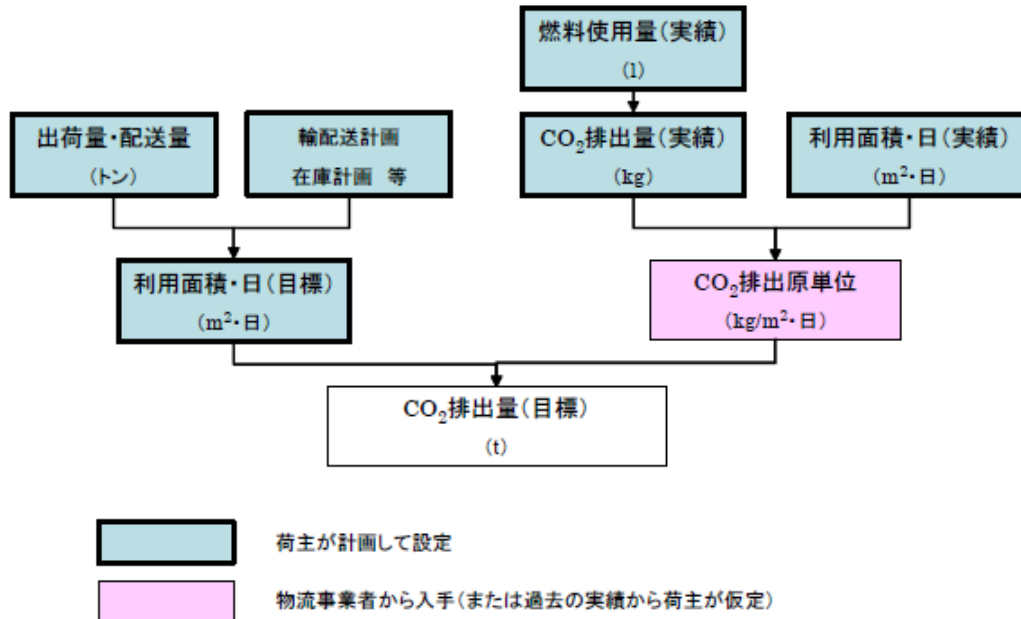 燃料使用量(実績)
(l)
出荷量・配送量
(トン)
輸配送計画
在庫計画 等
CO₂排出量(実績)
(kg)
利用面積・日(実績)
(m²・日)
利用面積・日(目標)
(m²・日)
CO₂排出原単位
(kg/m²・日)
CO₂排出量(目標)
(t)
荷主が計画して設定
物流事業者から入手(または過去の実績から荷主が仮定)